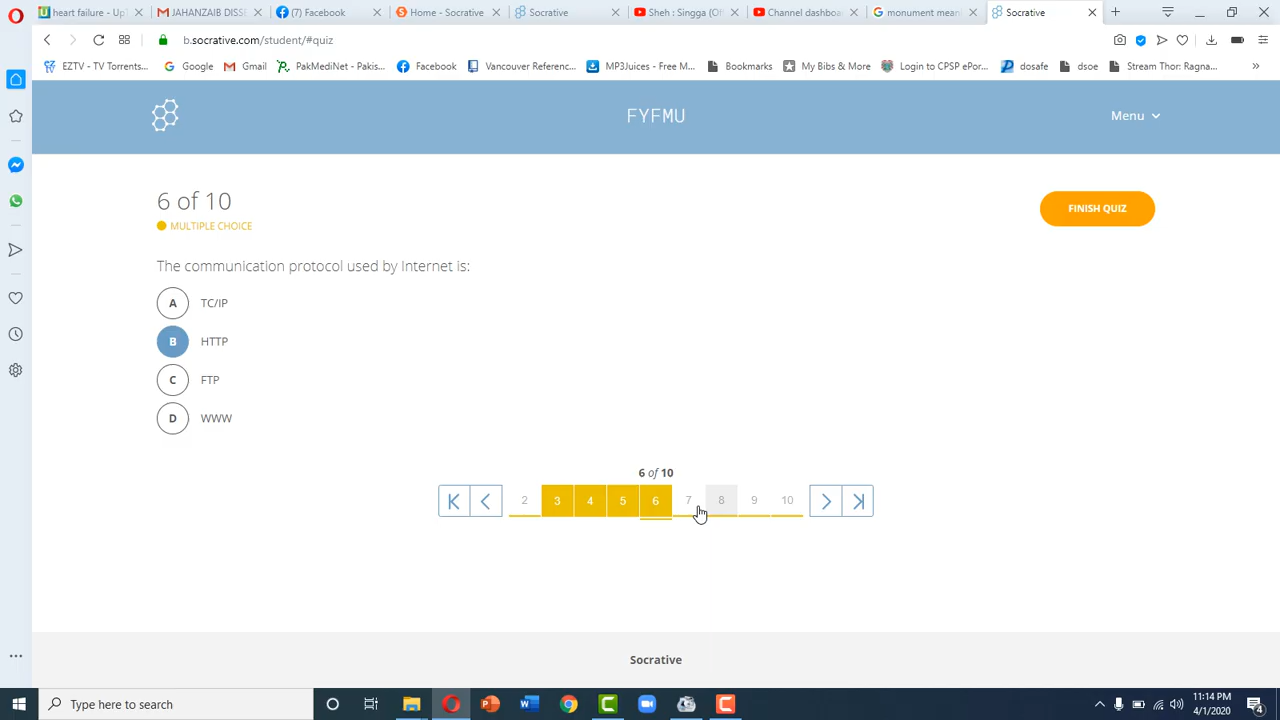 heart failure - UpT
JAHANZAIB DISSE
(7) Facebook
Home - Socrative
Socrative
Sheh : Singga (Of
Channel dashboa
monument meani
Socrative
b.socrative.com/student/#quiz
EZTV - TV Torrents...
Google
Gmail
PakMediNet - Pakis...
Facebook
Vancouver Referenc...
MP3Juices - Free M...
Bookmarks
My Bibs & More
Login to CPSP ePor...
dosafe
dsoe
Stream Thor: Ragna...
FYFMU
Menu
6 of 10
MULTIPLE CHOICE
FINISH QUIZ
The communication protocol used by Internet is:
A TC/IP
B HTTP
C FTP
D WWW
6 of 10
2 3 4 5 6 7 8 9 10
Socrative
Type here to search
11:14 PM
4/1/2020
4